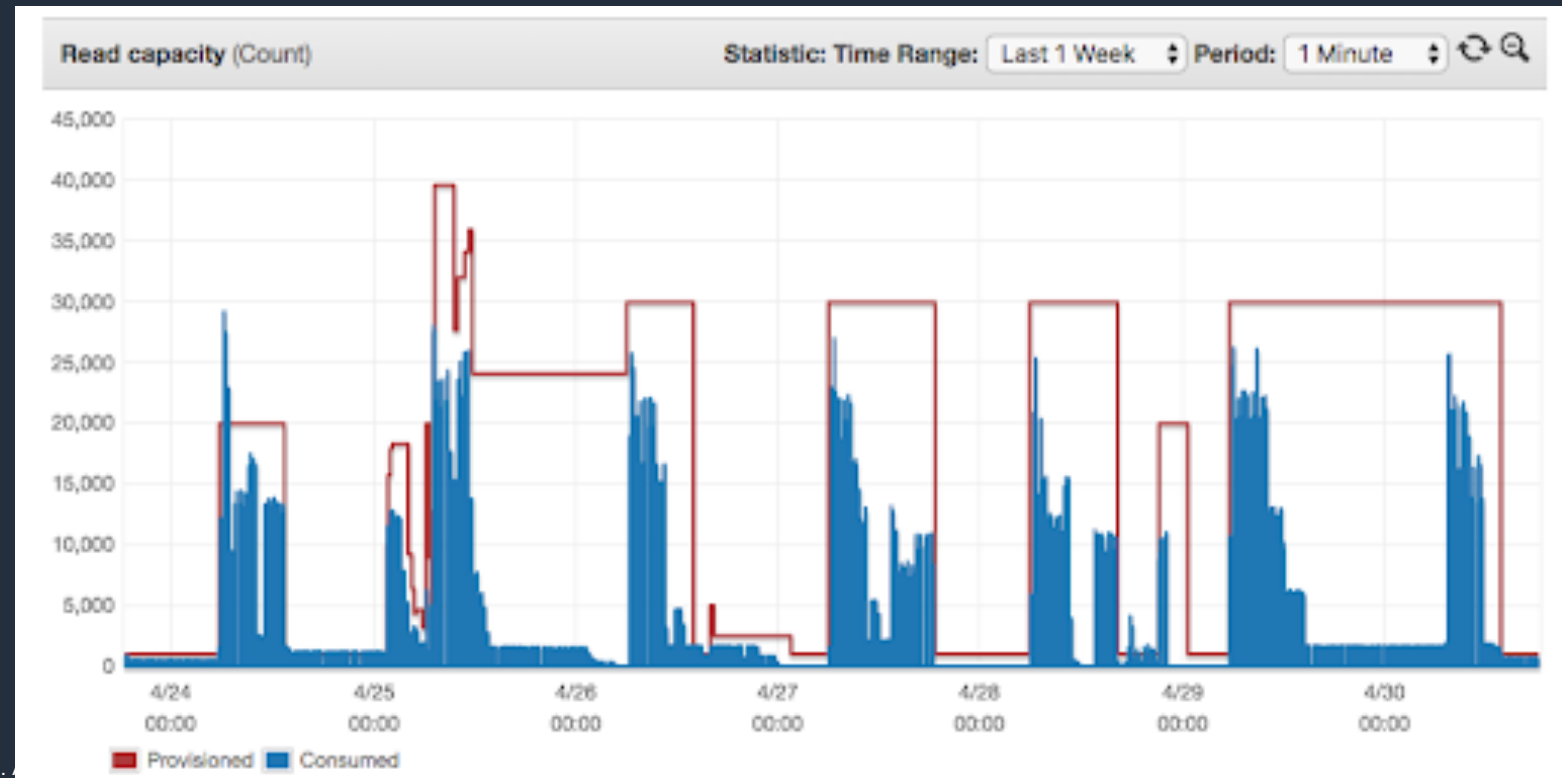 Read capacity (Count) Statistic: Time Range: Last 1 Week Period: 1 Minute
45,000
40,000
35,000
30,000
25,000
20,000
15,000
10,000
5,000
0
4/24 4/25 4/26 4/27 4/28 4/29 4/30
00:00 00:00 00:00 00:00 00:00 00:00 00:00
Provisioned Consumed